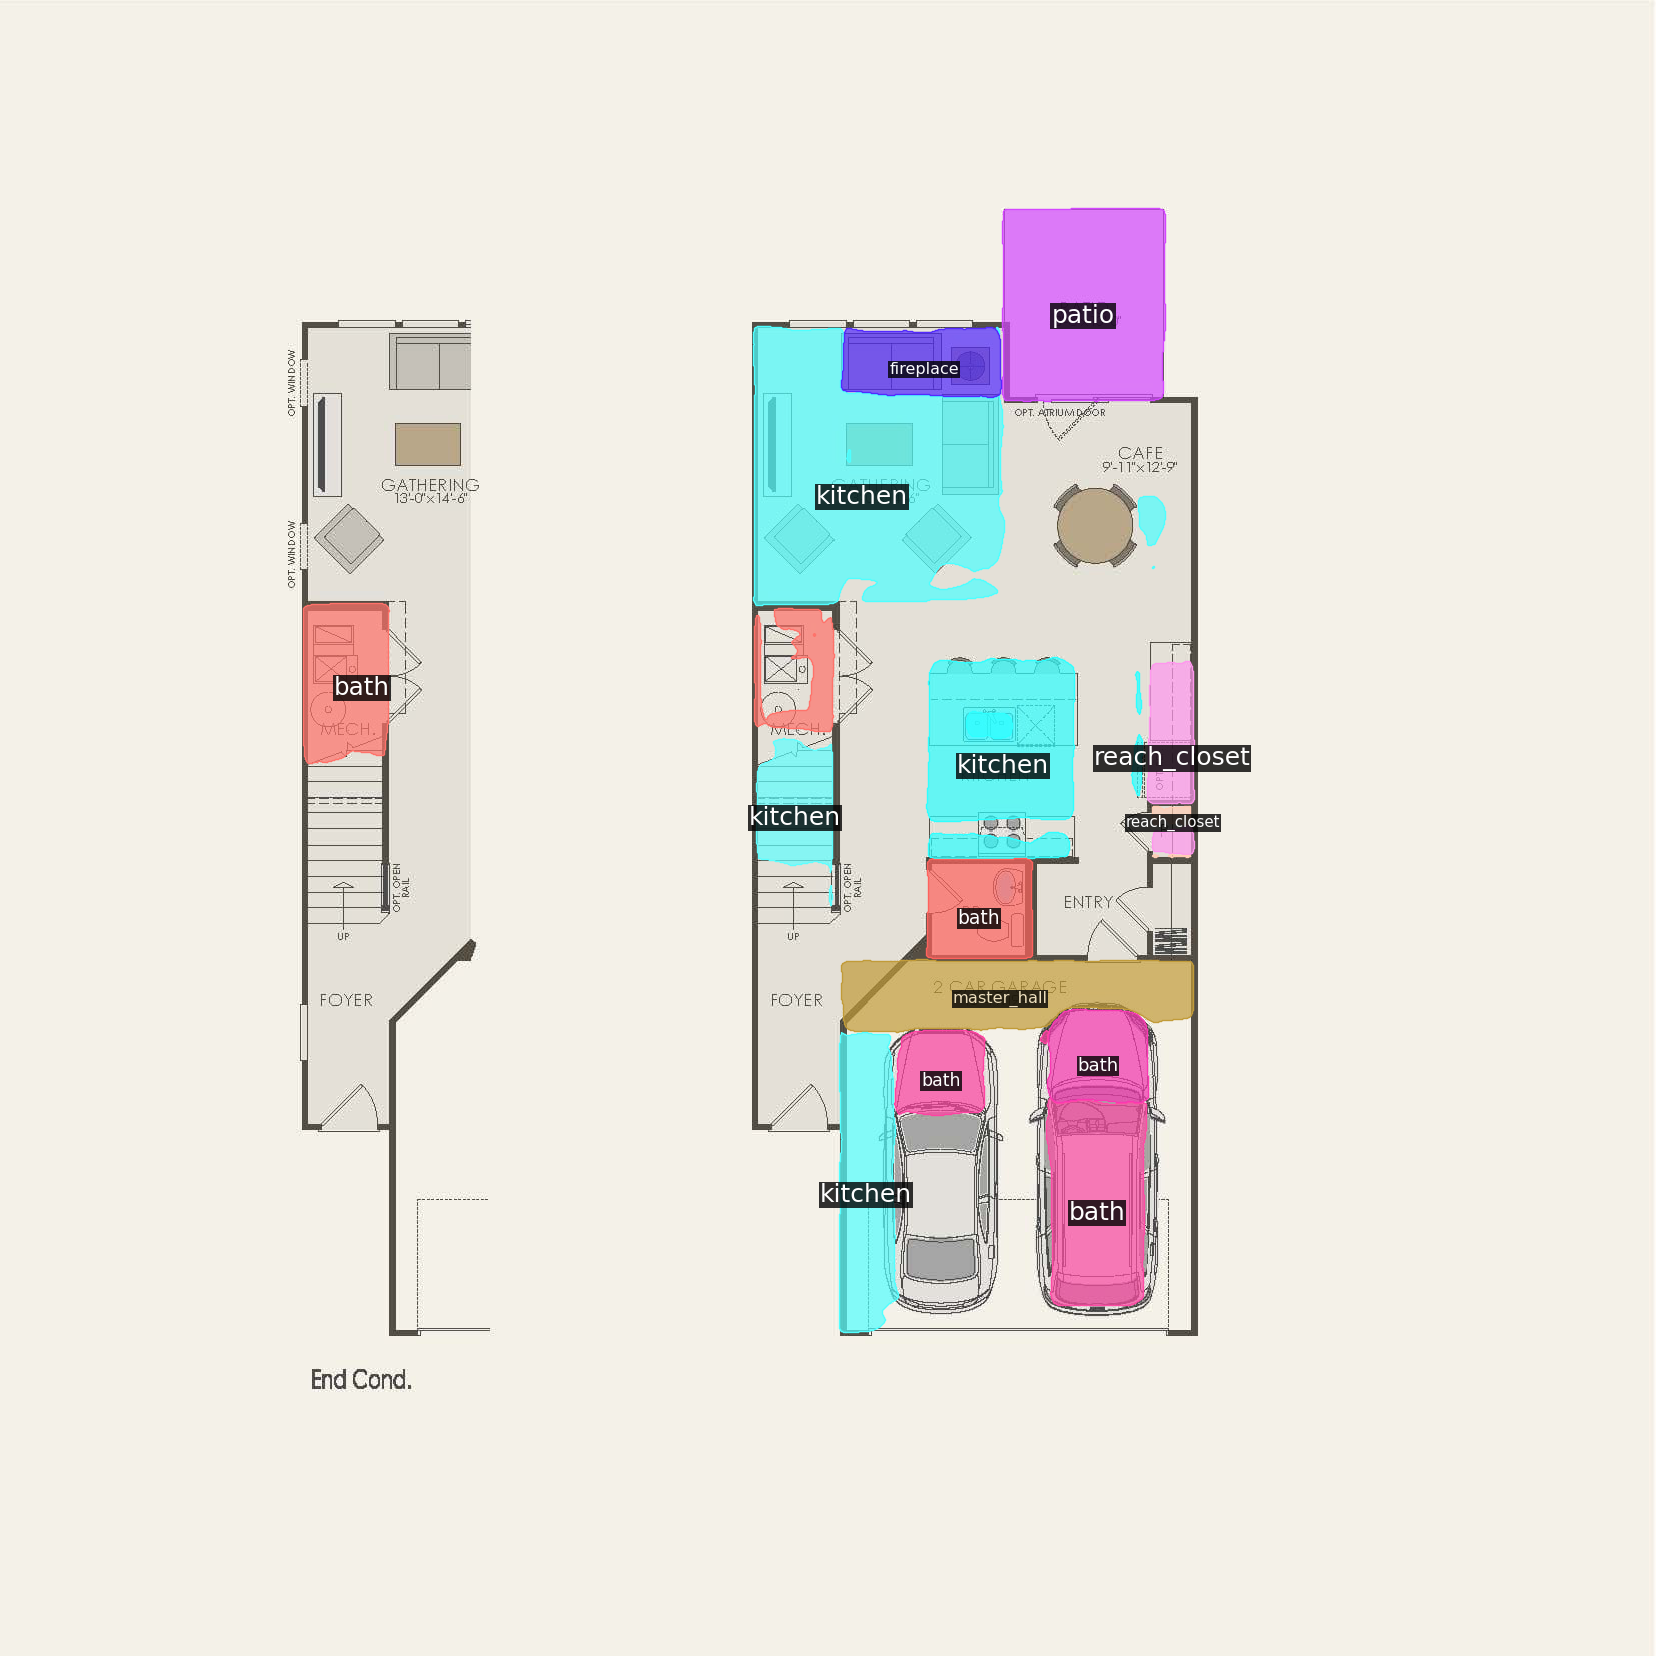 patio
OPT. WINDOW
fireplace
OPT. ATRIUM DOOR
CAFE
9'-11"x12'-9"
GATHERING
13'-0"x14'-6"
GATHERING
kitchen
OPT. WINDOW
bath
MECH.
MECH.
reach_closet
kitchen
kitchen
reach_closet
OPT. OPEN
RAIL
OPT. OPEN
RAIL
ENTRY
bath
UP
UP
2 CAR GARAGE
master_hall
FOYER
FOYER
bath
bath
kitchen
bath
End Cond.